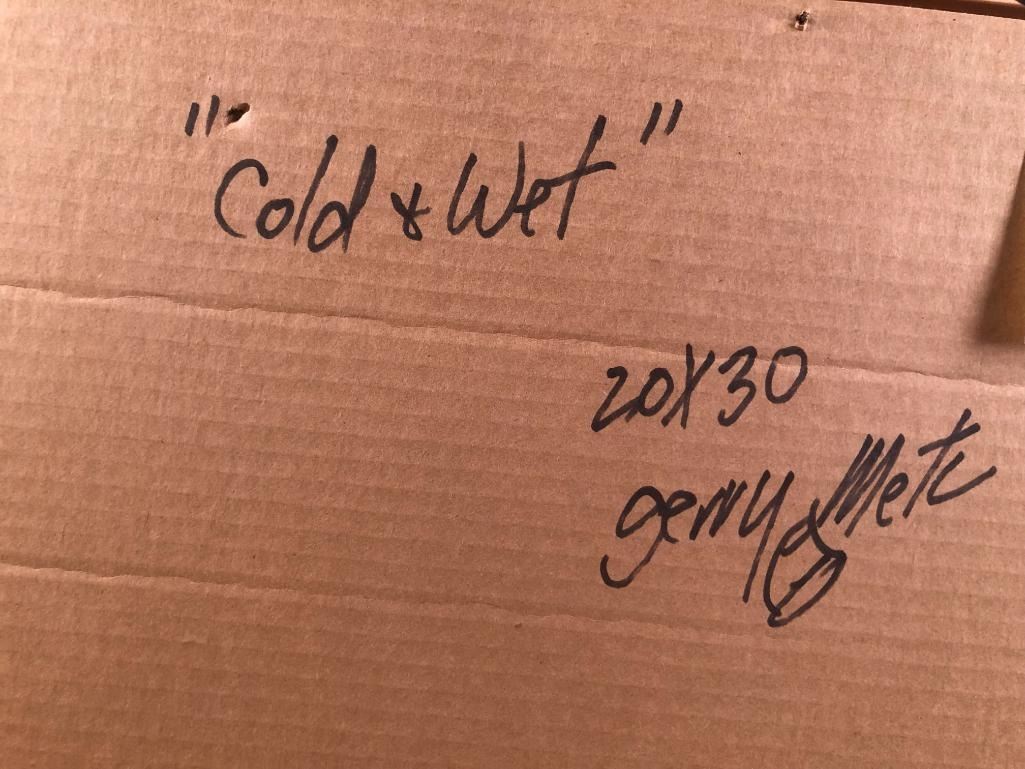 "Cold & Wet"
20X30
gerry Metz